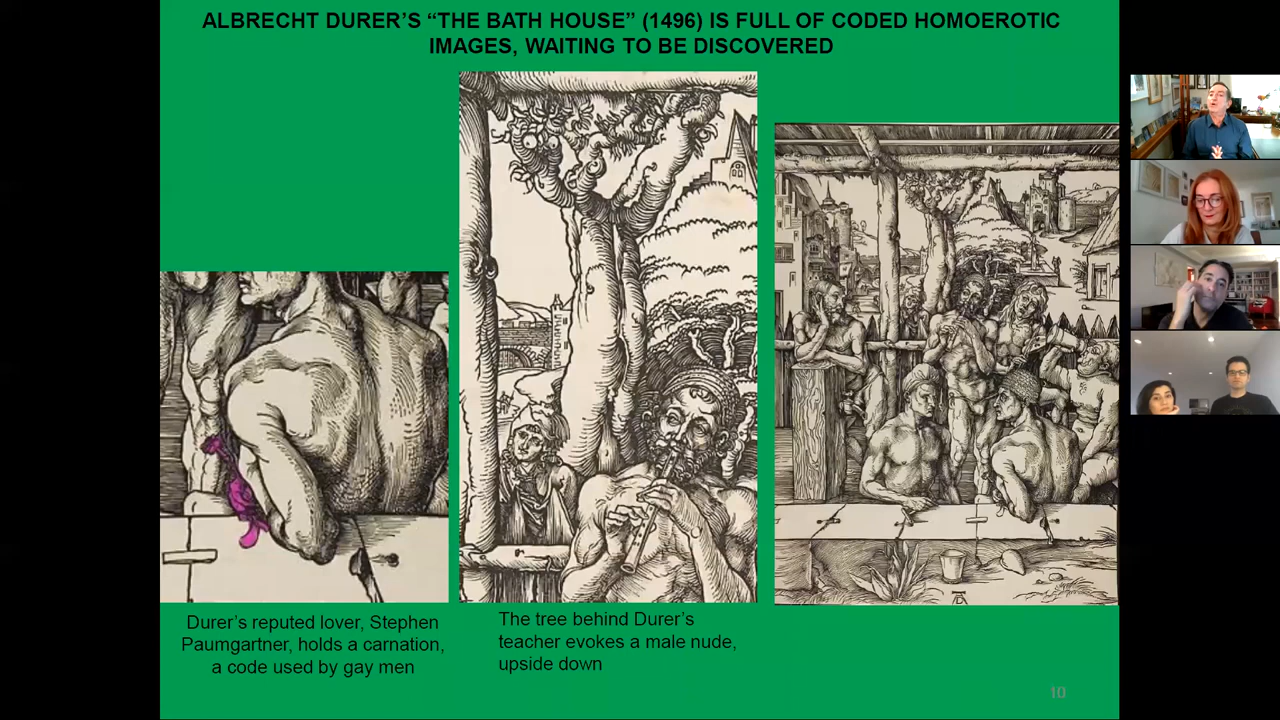 ALBRECHT DURER’S “THE BATH HOUSE” (1496) IS FULL OF CODED HOMOEROTIC
IMAGES, WAITING TO BE DISCOVERED
Durer’s reputed lover, Stephen
Paumgartner, holds a carnation,
a code used by gay men
The tree behind Durer’s
teacher evokes a male nude,
upside down
10